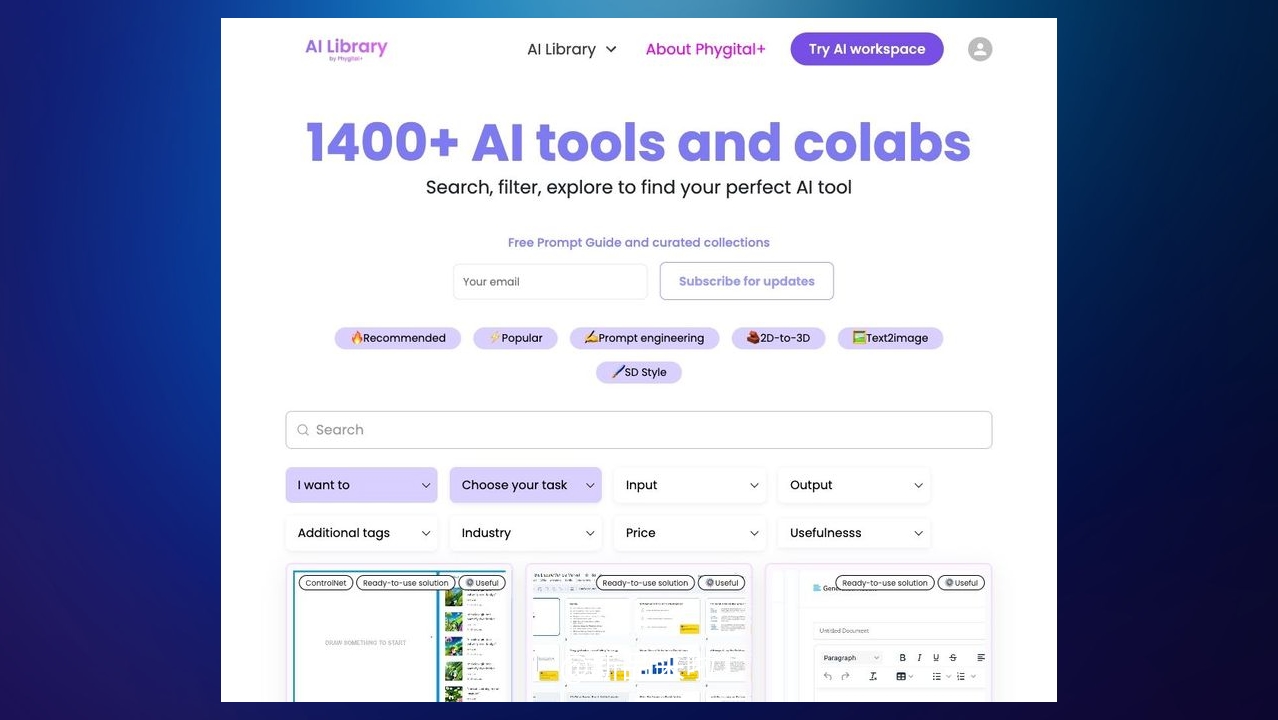 AI Library
by Phygital+
AI Library
About Phygital+
Try AI workspace
1400+ AI tools and colabs
Search, filter, explore to find your perfect AI tool
Free Prompt Guide and curated collections
Your email
Subscribe for updates
🔥Recommended
⚡Popular
✍Prompt engineering
2D-to-3D
🖼Text2image
🖌SD Style
Search
I want to
Choose your task
Input
Output
Additional tags
Industry
Price
Usefulnesss
ControlNet
Ready-to-use solution
Useful
DRAW SOMETHING TO START
Ready-to-use solution
Useful
Ready-to-use solution
Useful
Untitled Document
Paragraph
B I U S